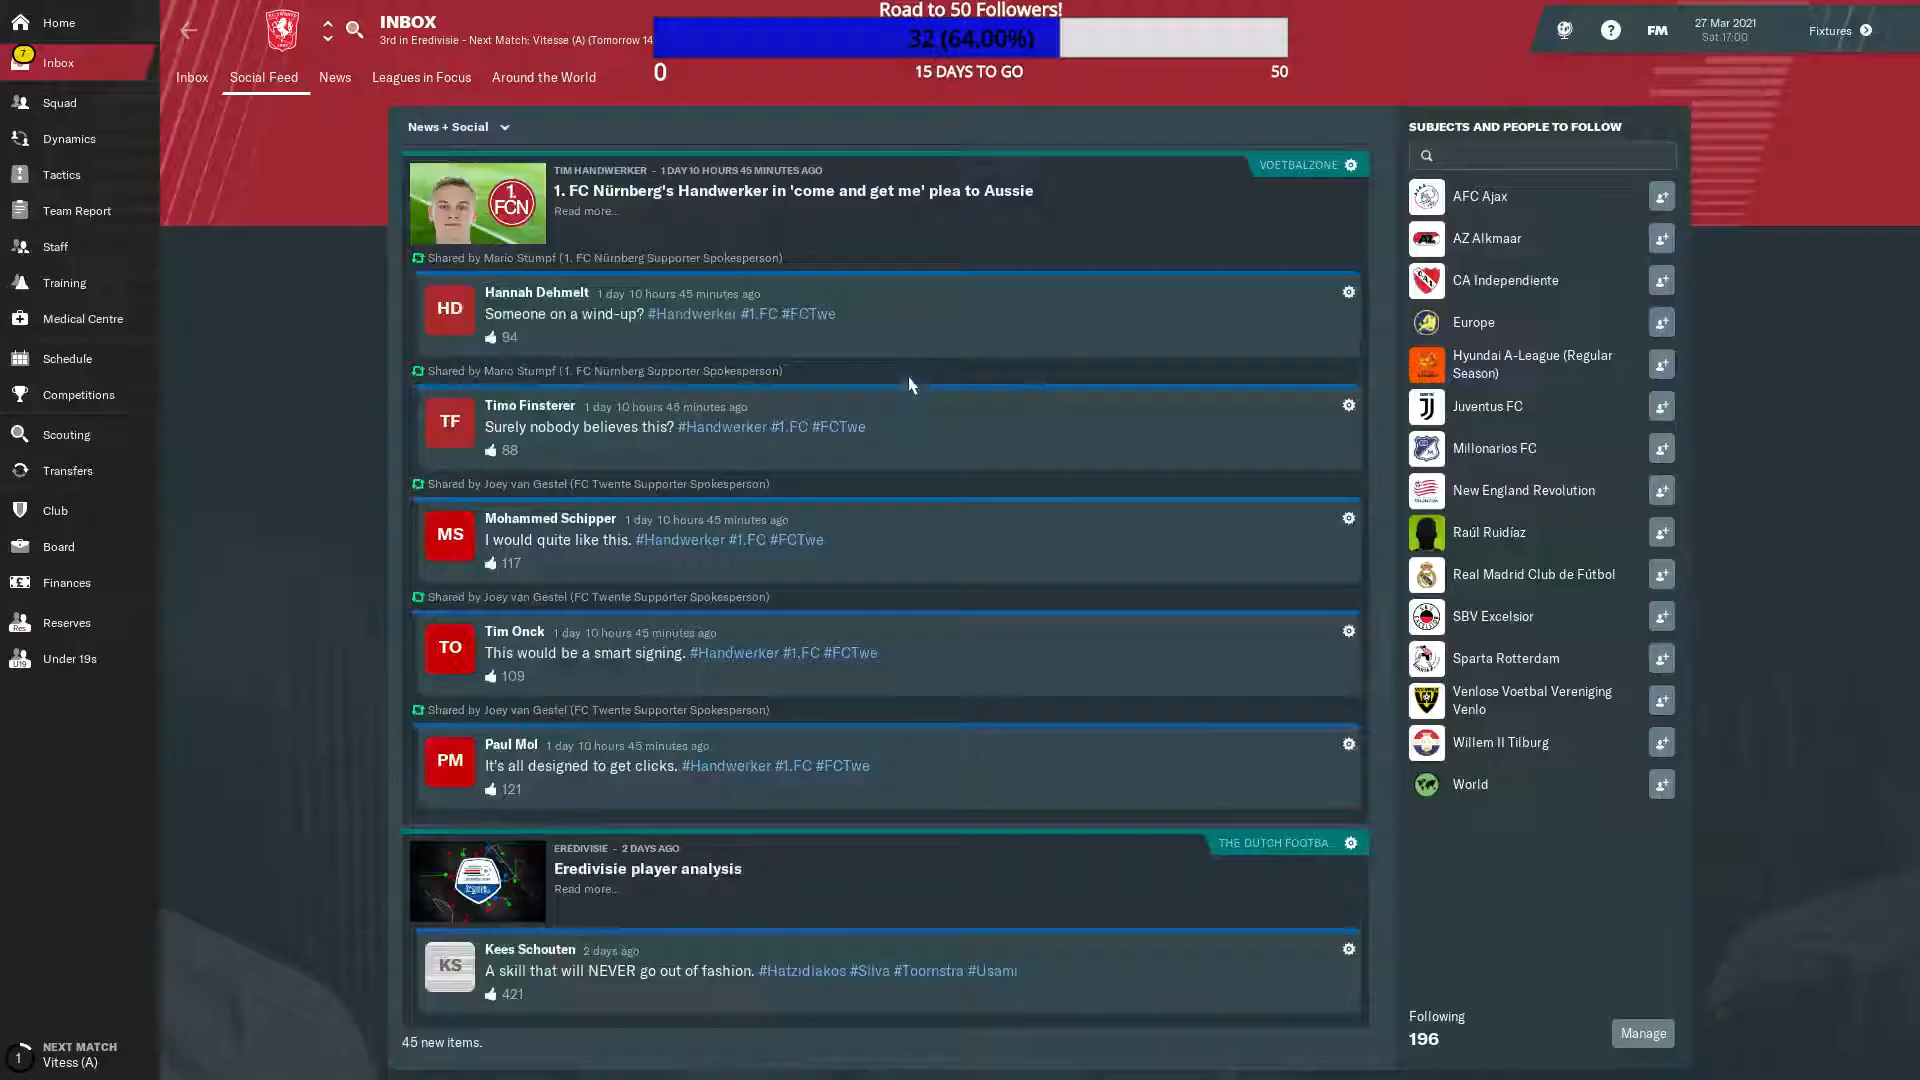 Home
7
Inbox
Squad
Dynamics
Tactics
Team Report
Staff
Training
Medical Centre
Schedule
Competitions
Scouting
Transfers
Club
Board
Finances
Res
Reserves
U19
Under 19s
1
NEXT MATCH
Vitess (A)
INBOX
3rd in Eredivisie - Next Match: Vitesse (A) (Tomorrow 14
Road to 50 Followers!
32 (64.00%)
0
15 DAYS TO GO
50
?
FM
27 Mar 2021
Sat 17:00
Fixtures
Inbox
Social Feed
News
Leagues in Focus
Around the World
News + Social
1.
FCN
TIM HANDWERKER - 1 DAY 10 HOURS 45 MINUTES AGO
VOETBALZONE
1. FC Nürnberg's Handwerker in 'come and get me' plea to Aussie
Read more...
Shared by Mario Stumpf (1. FC Nürnberg Supporter Spokesperson)
HD
Hannah Dehmelt 1 day 10 hours 45 minutes ago
Someone on a wind-up? #Handwerker #1.FC #FCTwe
94
Shared by Mario Stumpf (1. FC Nürnberg Supporter Spokesperson)
TF
Timo Finsterer 1 day 10 hours 45 minutes ago
Surely nobody believes this? #Handwerker #1.FC #FCTwe
88
Shared by Joey van Gestel (FC Twente Supporter Spokesperson)
MS
Mohammed Schipper 1 day 10 hours 45 minutes ago
I would quite like this. #Handwerker #1.FC #FCTwe
117
Shared by Joey van Gestel (FC Twente Supporter Spokesperson)
TO
Tim Onck 1 day 10 hours 45 minutes ago
This would be a smart signing. #Handwerker #1.FC #FCTwe
109
Shared by Joey van Gestel (FC Twente Supporter Spokesperson)
PM
Paul Mol 1 day 10 hours 45 minutes ago
It's all designed to get clicks. #Handwerker #1.FC #FCTwe
121
EREDIVISIE - 2 DAYS AGO
THE DUTCH FOOTBA...
Eredivisie player analysis
Read more...
KS
Kees Schouten 2 days ago
A skill that will NEVER go out of fashion. #Hatzidiakos #Silva #Toornstra #Usami
421
45 new items.
SUBJECTS AND PEOPLE TO FOLLOW
AFC Ajax
AZ Alkmaar
CA Independiente
Europe
Hyundai A-League (Regular
Season)
Juventus FC
Millonarios FC
New England Revolution
Raúl Ruidíaz
Real Madrid Club de Fútbol
SBV Excelsior
Sparta Rotterdam
Venlose Voetbal Vereniging
Venlo
Willem II Tilburg
World
Following
196
Manage